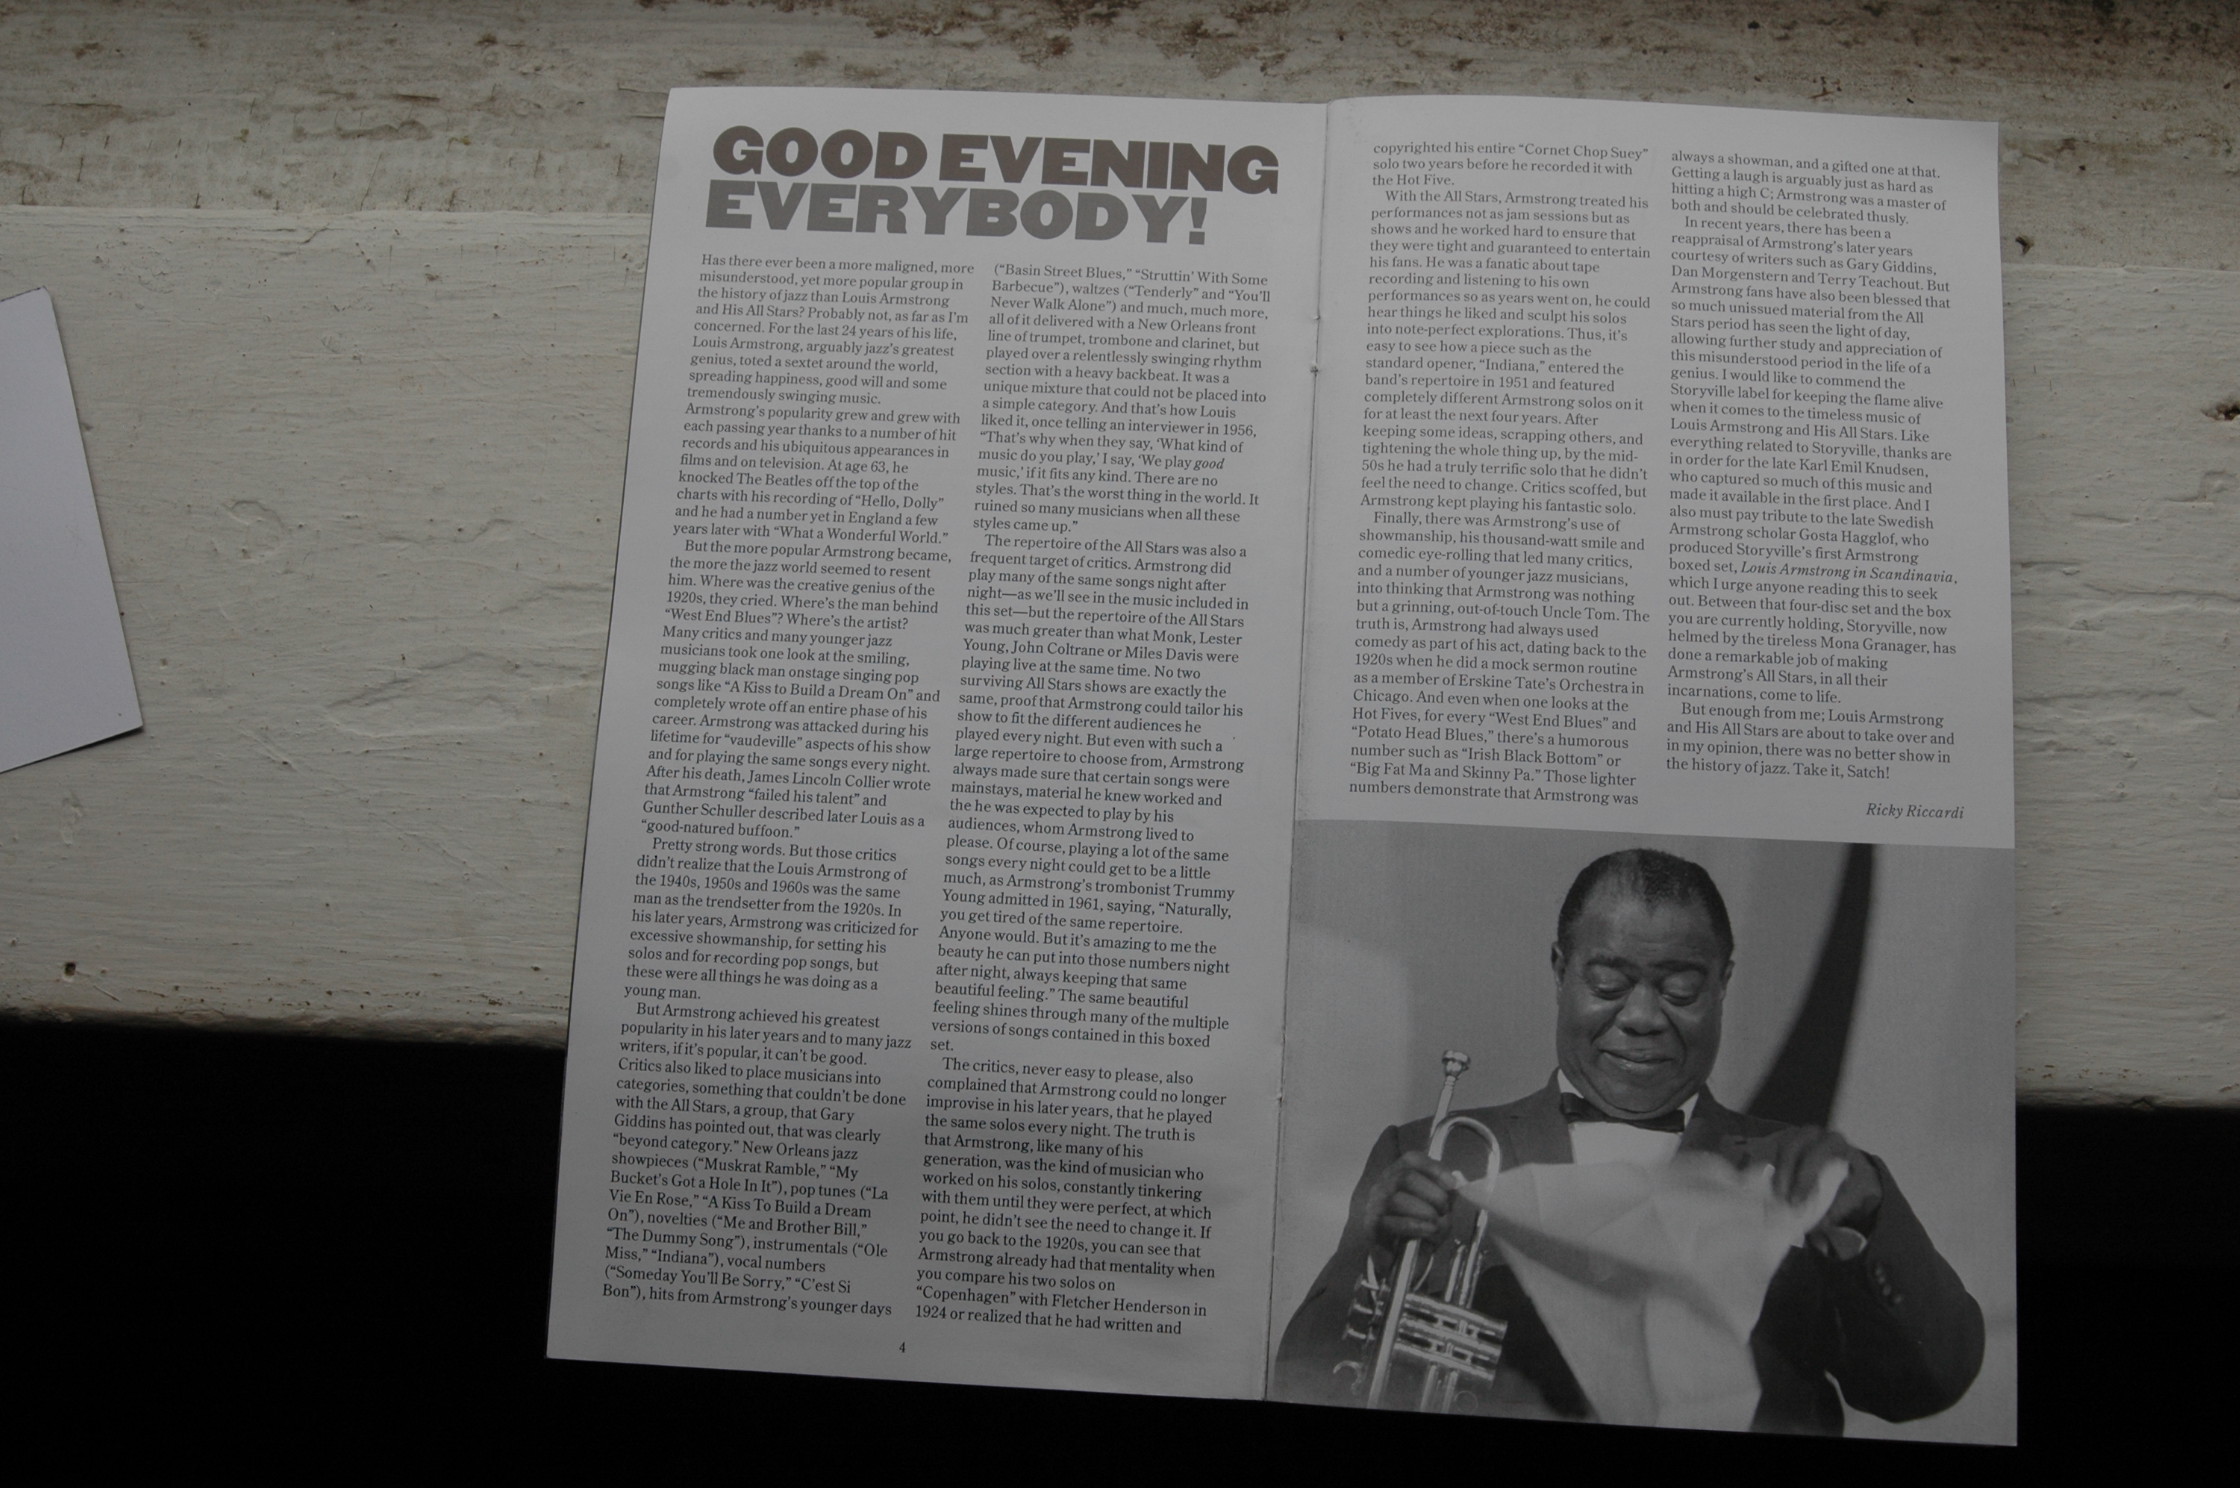 GOOD EVENING
EVERYBODY!
Has there ever been a more maligned, more
misunderstood, yet more popular group in
the history of jazz than Louis Armstrong
and His All Stars? Probably not, as far as I'm
concerned. For the last 24 years of his life,
Louis Armstrong, arguably jazz's greatest
genius, toted a sextet around the world,
spreading happiness, good will and some
tremendously swinging music.
Armstrong's popularity grew and grew with
each passing year thanks to a number of hit
records and his ubiquitous appearances in
films and on television. At age 63, he
knocked The Beatles off the top of the
charts with his recording of “Hello, Dolly”
and he had a number yet in England a few
years later with “What a Wonderful World.”
But the more popular Armstrong became,
the more the jazz world seemed to resent
him. Where was the creative genius of the
1920s, they cried. Where's the man behind
“West End Blues”? Where's the artist?
Many critics and many younger jazz
musicians took one look at the smiling,
mugging black man onstage singing pop
songs like “A Kiss to Build a Dream On” and
completely wrote off an entire phase of his
career. Armstrong was attacked during his
lifetime for “vaudeville” aspects of his show
and for playing the same songs every night.
After his death, James Lincoln Collier wrote
that Armstrong “failed his talent” and
Gunther Schuller described later Louis as a
“good-natured buffoon.”
Pretty strong words. But those critics
didn't realize that the Louis Armstrong of
the 1940s, 1950s and 1960s was the same
man as the trendsetter from the 1920s. In
his later years, Armstrong was criticized for
excessive showmanship, for setting his
solos and for recording pop songs, but
these were all things he was doing as a
young man.
But Armstrong achieved his greatest
popularity in his later years and to many jazz
writers, if it's popular, it can't be good.
Critics also liked to place musicians into
categories, something that couldn't be done
with the All Stars, a group, that Gary
Giddins has pointed out, that was clearly
“beyond category.” New Orleans jazz
showpieces (“Muskrat Ramble,” “My
Bucket's Got a Hole In It”), pop tunes (“La
Vie En Rose,” “A Kiss To Build a Dream
On”), novelties (“Me and Brother Bill,”
“The Dummy Song”), instrumentals (“Ole
Miss,” “Indiana”), vocal numbers
(“Someday You'll Be Sorry,” “C'est Si
Bon”), hits from Armstrong's younger days
(“Basin Street Blues,” “Struttin' With Some
Barbecue”), waltzes (“Tenderly” and “You'll
Never Walk Alone”) and much, much more,
all of it delivered with a New Orleans front
line of trumpet, trombone and clarinet, but
played over a relentlessly swinging rhythm
section with a heavy backbeat. It was a
unique mixture that could not be placed into
a simple category. And that's how Louis
liked it, once telling an interviewer in 1956,
“That's why when they say, ‘What kind of
music do you play,’ I say, ‘We play good
music,’ if it fits any kind. There are no
styles. That's the worst thing in the world. It
ruined so many musicians when all these
styles came up.”
The repertoire of the All Stars was also a
frequent target of critics. Armstrong did
play many of the same songs night after
night—as we'll see in the music included in
this set—but the repertoire of the All Stars
was much greater than what Monk, Lester
Young, John Coltrane or Miles Davis were
playing live at the same time. No two
surviving All Stars shows are exactly the
same, proof that Armstrong could tailor his
show to fit the different audiences he
played every night. But even with such a
large repertoire to choose from, Armstrong
always made sure that certain songs were
mainstays, material he knew worked and
the he was expected to play by his
audiences, whom Armstrong lived to
please. Of course, playing a lot of the same
songs every night could get to be a little
much, as Armstrong's trombonist Trummy
Young admitted in 1961, saying, “Naturally,
you get tired of the same repertoire.
Anyone would. But it's amazing to me the
beauty he can put into those numbers night
after night, always keeping that same
beautiful feeling.” The same beautiful
feeling shines through many of the multiple
versions of songs contained in this boxed
set.
The critics, never easy to please, also
complained that Armstrong could no longer
improvise in his later years, that he played
the same solos every night. The truth is
that Armstrong, like many of his
generation, was the kind of musician who
worked on his solos, constantly tinkering
with them until they were perfect, at which
point, he didn't see the need to change it. If
you go back to the 1920s, you can see that
Armstrong already had that mentality when
you compare his two solos on
“Copenhagen” with Fletcher Henderson in
1924 or realized that he had written and
4
copyrighted his entire “Cornet Chop Suey”
solo two years before he recorded it with
the Hot Five.
With the All Stars, Armstrong treated his
performances not as jam sessions but as
shows and he worked hard to ensure that
they were tight and guaranteed to entertain
his fans. He was a fanatic about tape
recording and listening to his own
performances so as years went on, he could
hear things he liked and sculpt his solos
into note-perfect explorations. Thus, it's
easy to see how a piece such as the
standard opener, “Indiana,” entered the
band's repertoire in 1951 and featured
completely different Armstrong solos on it
for at least the next four years. After
keeping some ideas, scrapping others, and
tightening the whole thing up, by the mid-
50s he had a truly terrific solo that he didn't
feel the need to change. Critics scoffed, but
Armstrong kept playing his fantastic solo.
Finally, there was Armstrong's use of
showmanship, his thousand-watt smile and
comedic eye-rolling that led many critics,
and a number of younger jazz musicians,
into thinking that Armstrong was nothing
but a grinning, out-of-touch Uncle Tom. The
truth is, Armstrong had always used
comedy as part of his act, dating back to the
1920s when he did a mock sermon routine
as a member of Erskine Tate's Orchestra in
Chicago. And even when one looks at the
Hot Fives, for every “West End Blues” and
“Potato Head Blues,” there's a humorous
number such as “Irish Black Bottom” or
“Big Fat Ma and Skinny Pa.” Those lighter
numbers demonstrate that Armstrong was
always a showman, and a gifted one at that.
Getting a laugh is arguably just as hard as
hitting a high C; Armstrong was a master of
both and should be celebrated thusly.
In recent years, there has been a
reappraisal of Armstrong's later years
courtesy of writers such as Gary Giddins,
Dan Morgenstern and Terry Teachout. But
Armstrong fans have also been blessed that
so much unissued material from the All
Stars period has seen the light of day,
allowing further study and appreciation of
this misunderstood period in the life of a
genius. I would like to commend the
Storyville label for keeping the flame alive
when it comes to the timeless music of
Louis Armstrong and His All Stars. Like
everything related to Storyville, thanks are
in order for the late Karl Emil Knudsen,
who captured so much of this music and
made it available in the first place. And I
also must pay tribute to the late Swedish
Armstrong scholar Gosta Hagglof, who
produced Storyville's first Armstrong
boxed set, Louis Armstrong in Scandinavia,
which I urge anyone reading this to seek
out. Between that four-disc set and the box
you are currently holding, Storyville, now
helmed by the tireless Mona Granager, has
done a remarkable job of making
Armstrong's All Stars, in all their
incarnations, come to life.
But enough from me; Louis Armstrong
and His All Stars are about to take over and
in my opinion, there was no better show in
the history of jazz. Take it, Satch!
Ricky Riccardi